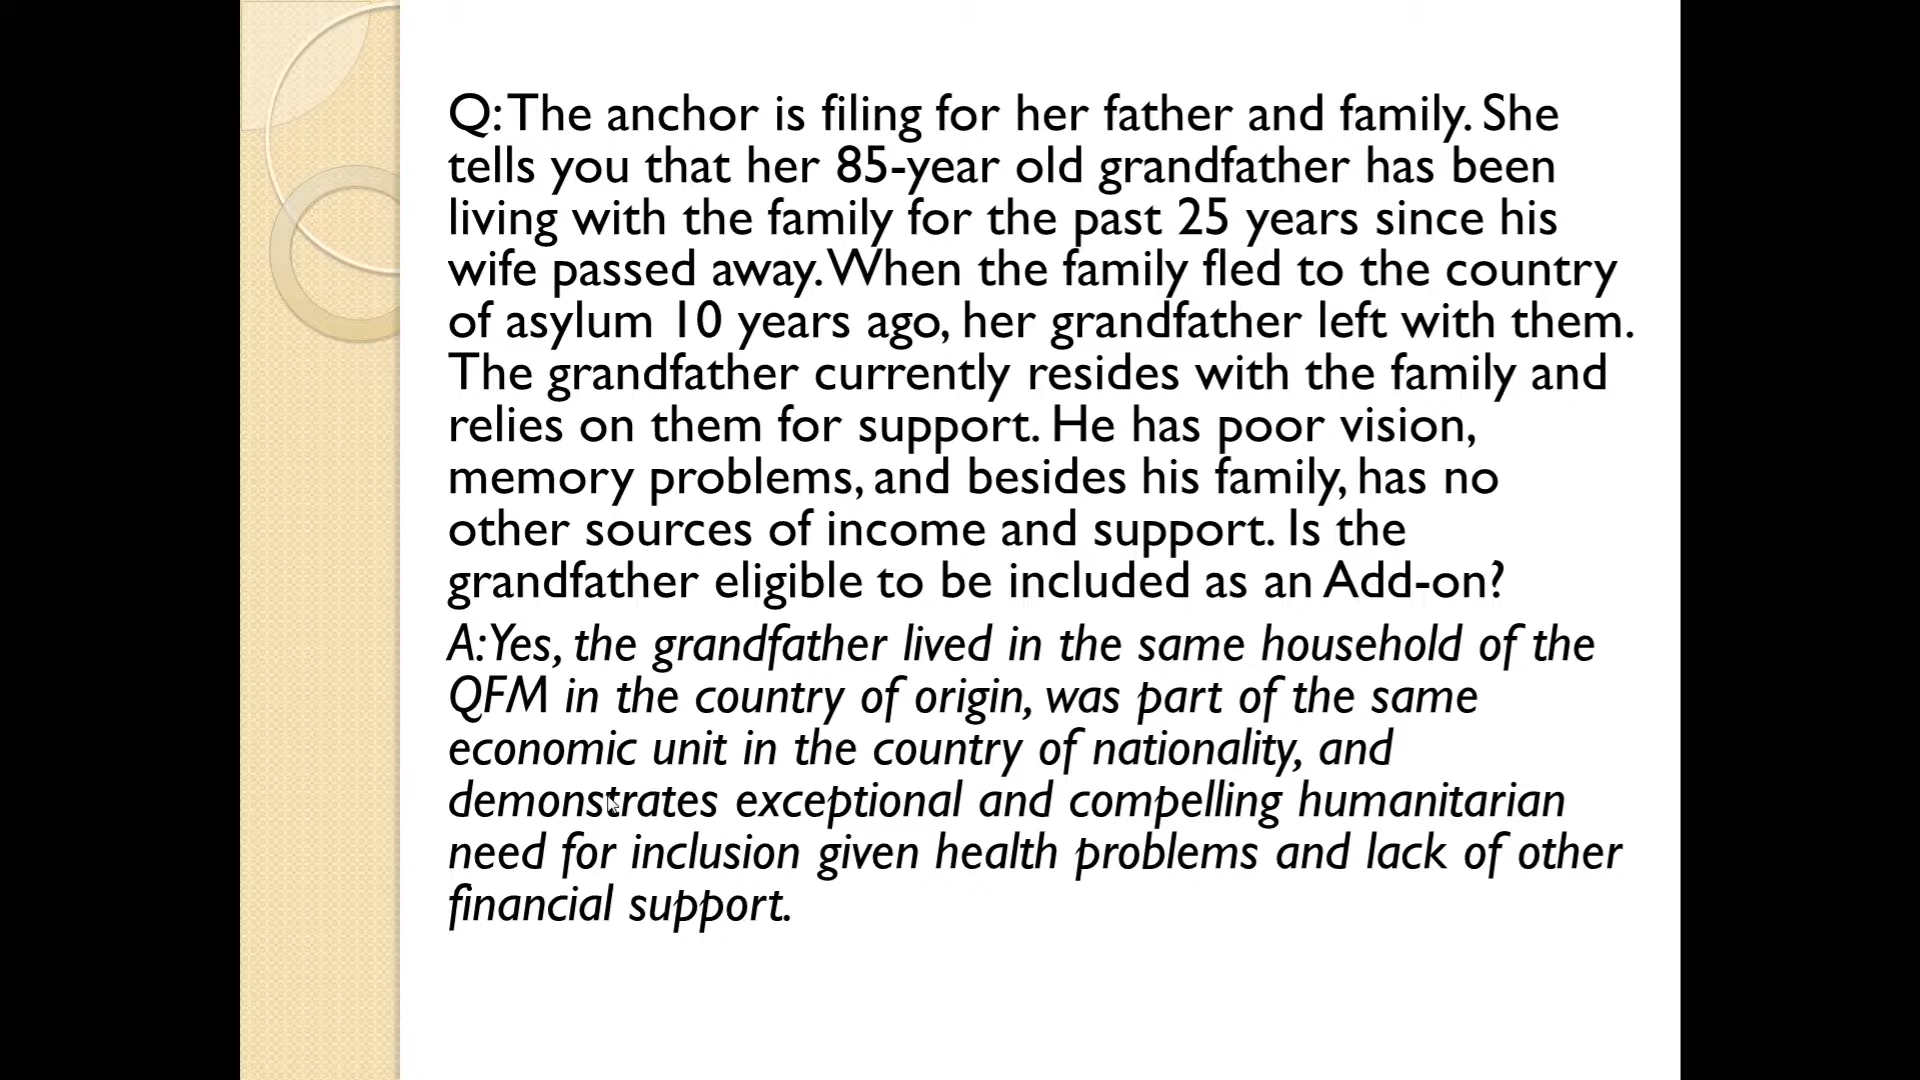 Q: The anchor is filing for her father and family. She
tells you that her 85-year old grandfather has been
living with the family for the past 25 years since his
wife passed away. When the family fled to the country
of asylum 10 years ago, her grandfather left with them.
The grandfather currently resides with the family and
relies on them for support. He has poor vision,
memory problems, and besides his family, has no
other sources of income and support. Is the
grandfather eligible to be included as an Add-on?
A: Yes, the grandfather lived in the same household of the
QFM in the country of origin, was part of the same
economic unit in the country of nationality, and
demonstrates exceptional and compelling humanitarian
need for inclusion given health problems and lack of other
financial support.